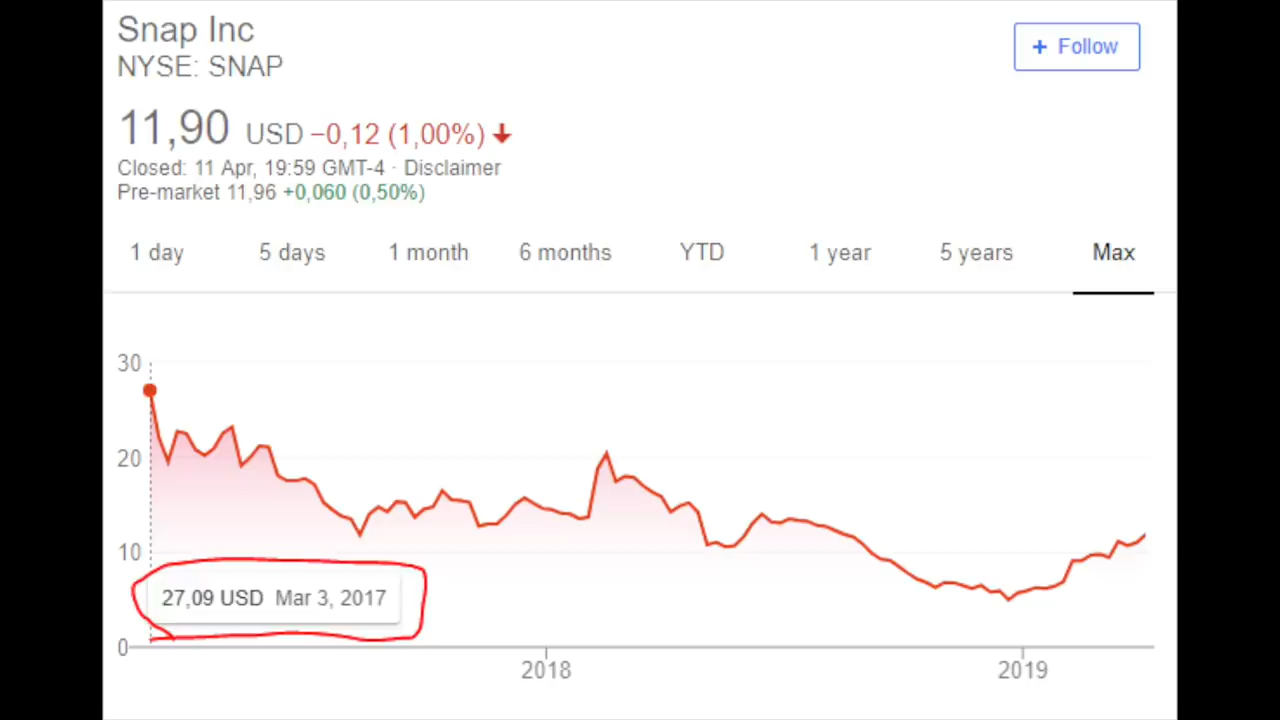 Snap Inc
NYSE: SNAP
+ Follow
11,90 USD −0,12 (1,00%)
Closed: 11 Apr, 19:59 GMT-4 · Disclaimer
Pre-market 11,96 +0,060 (0,50%)
1 day 5 days 1 month 6 months YTD 1 year 5 years Max
30
20
10
27,09 USD Mar 3, 2017
0
2018 2019